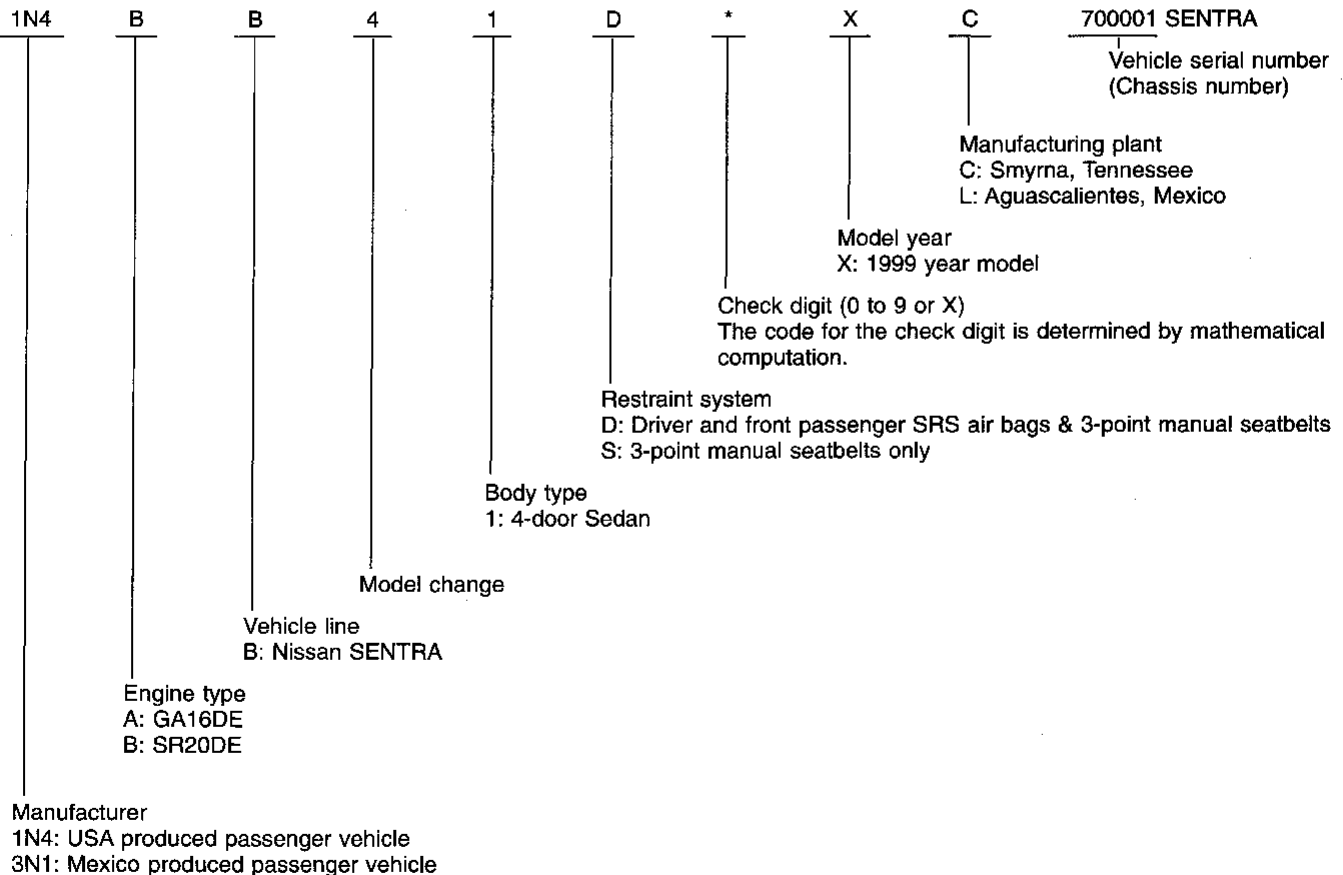 1N4 B B 4 1 D * X C 700001 SENTRA
Vehicle serial number
(Chassis number)
Manufacturing plant
C: Smyrna, Tennessee
L: Aguascalientes, Mexico
Model year
X: 1999 year model
Check digit (0 to 9 or X)
The code for the check digit is determined by mathematical
computation.
Restraint system
D: Driver and front passenger SRS air bags & 3-point manual seatbelts
S: 3-point manual seatbelts only
Body type
1: 4-door Sedan
Model change
Vehicle line
B: Nissan SENTRA
Engine type
A: GA16DE
B: SR20DE
Manufacturer
1N4: USA produced passenger vehicle
3N1: Mexico produced passenger vehicle